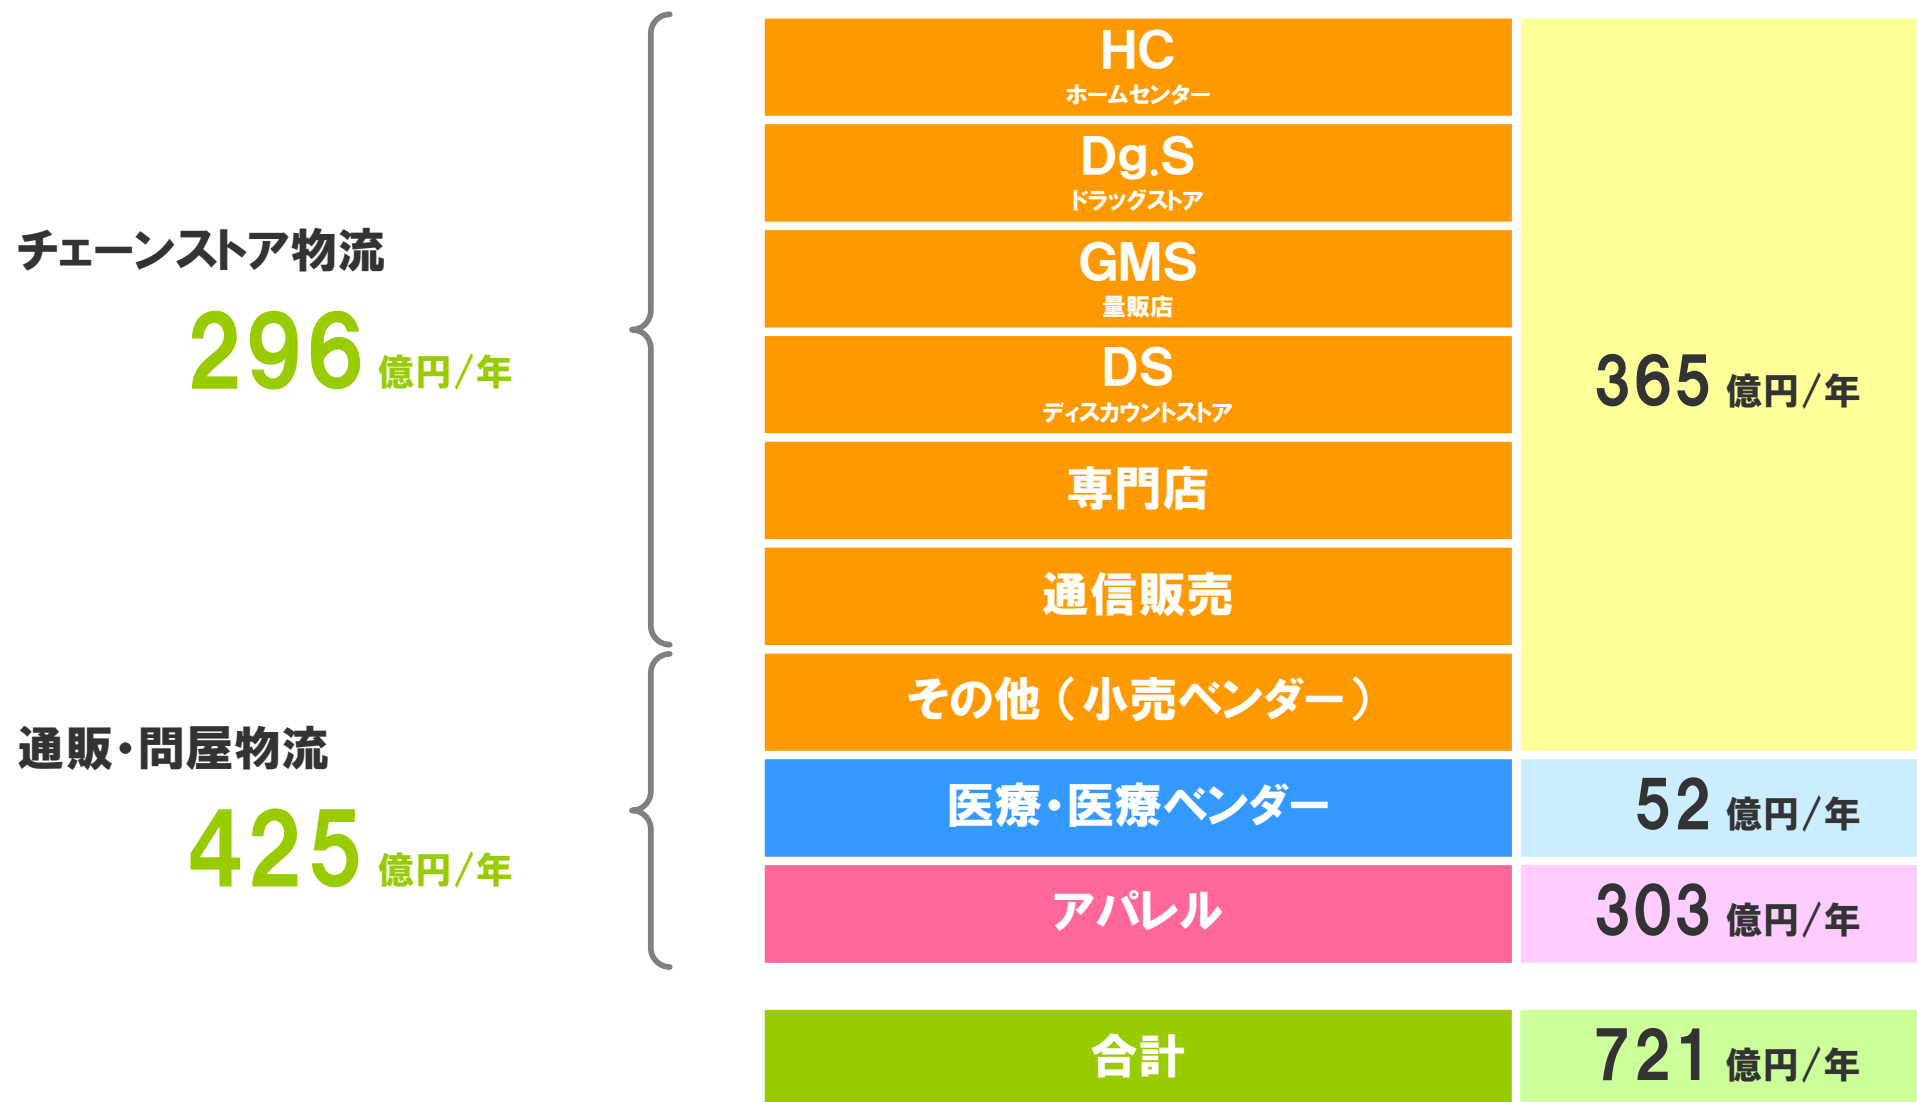 チェーンストア物流
296 億円/年
通販・問屋物流
425 億円/年
HC
ホームセンター
Dg.S
ドラッグストア
GMS
量販店
DS
ディスカウントストア
専門店
通信販売
その他（小売ベンダー）
365 億円/年
医療・医療ベンダー
52 億円/年
アパレル
303 億円/年
合計
721 億円/年